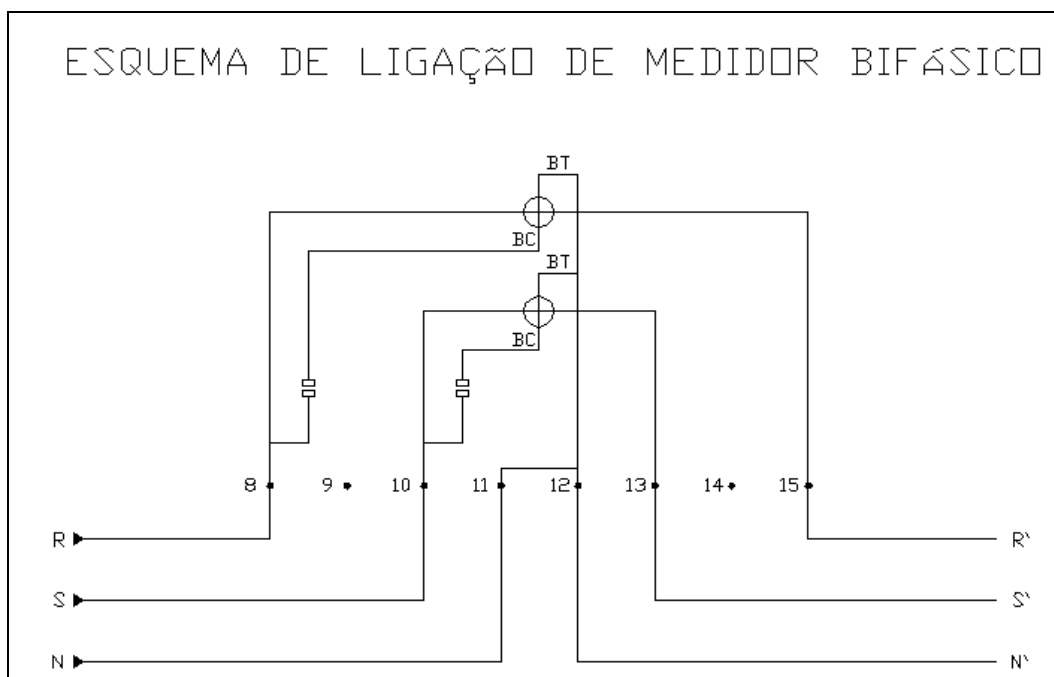 ESQUEMA DE LIGAÇÃO DE MEDIDOR BIFÁSICO
BT
BC
BT
BC
8 9 10 11 12 13 14 15
R R`
S S`
N N`